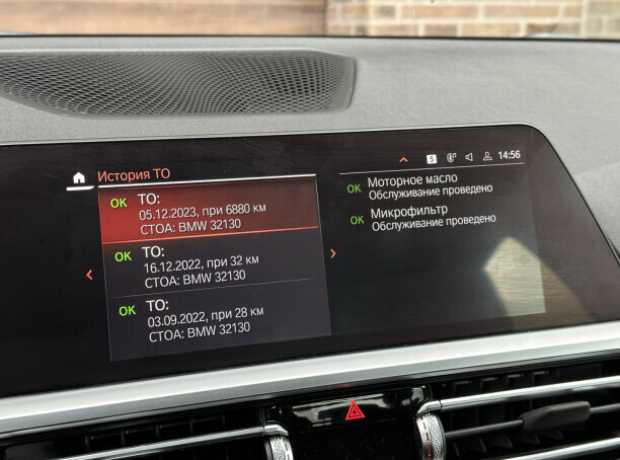 5 14:56
История ТО
OK ТО:
05.12.2023, при 6880 км
СТОА: BMW 32130
OK ТО:
16.12.2022, при 32 км
СТОА: BMW 32130
OK ТО:
03.09.2022, при 28 км
СТОА: BMW 32130
OK Моторное масло
Обслуживание проведено
OK Микрофильтр
Обслуживание проведено